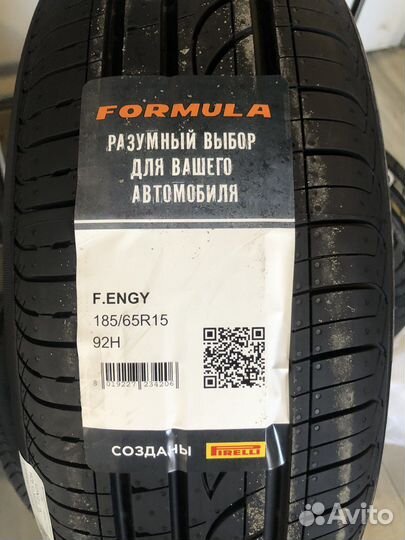 FORMULA
РАЗУМНЫЙ ВЫБОР
ДЛЯ ВАШЕГО
АВТОМОБИЛЯ
F.ENGY
185/65R15
92H
8 019227 234206
СОЗДАНЫ PIRELLI
Avito